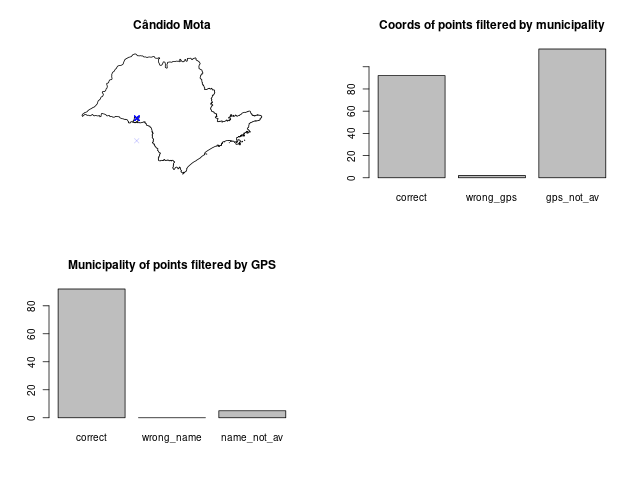 Cândido Mota
Coords of points filtered by municipality
80
60
40
20
0
correct wrong_gps gps_not_av
Municipality of points filtered by GPS
80
60
40
20
0
correct wrong_name name_not_av